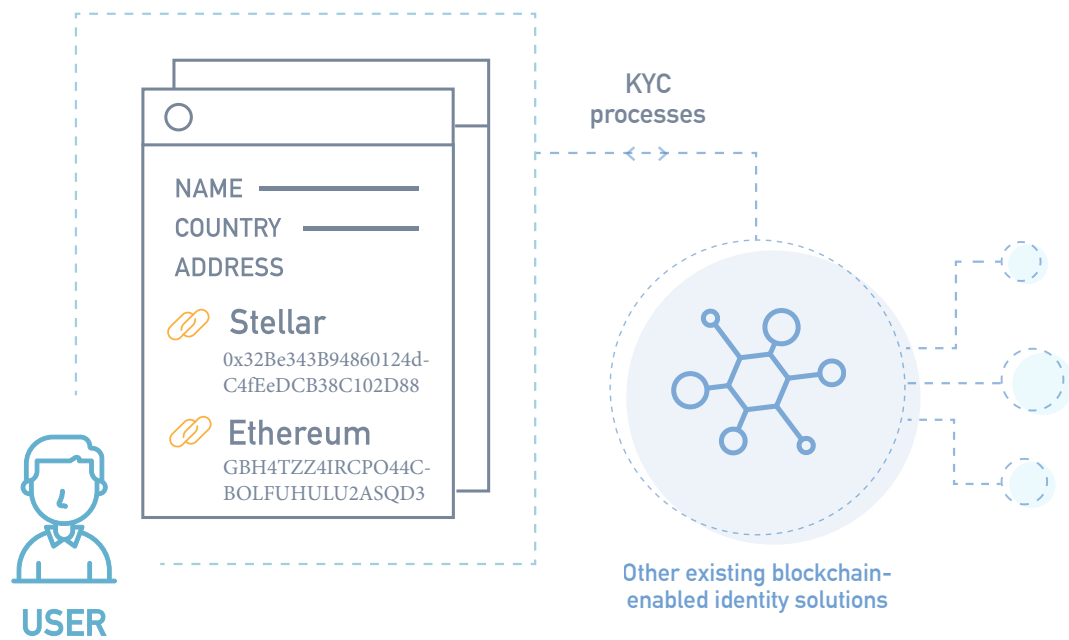 KYC
processes
NAME
COUNTRY
ADDRESS
Stellar
0x32Be343B94860124d-
C4fEeDCB38C102D88
Ethereum
GBH4TZZ4IRCPO44C-
BOLFUHULU2ASQD3
USER
Other existing blockchain-
enabled identity solutions